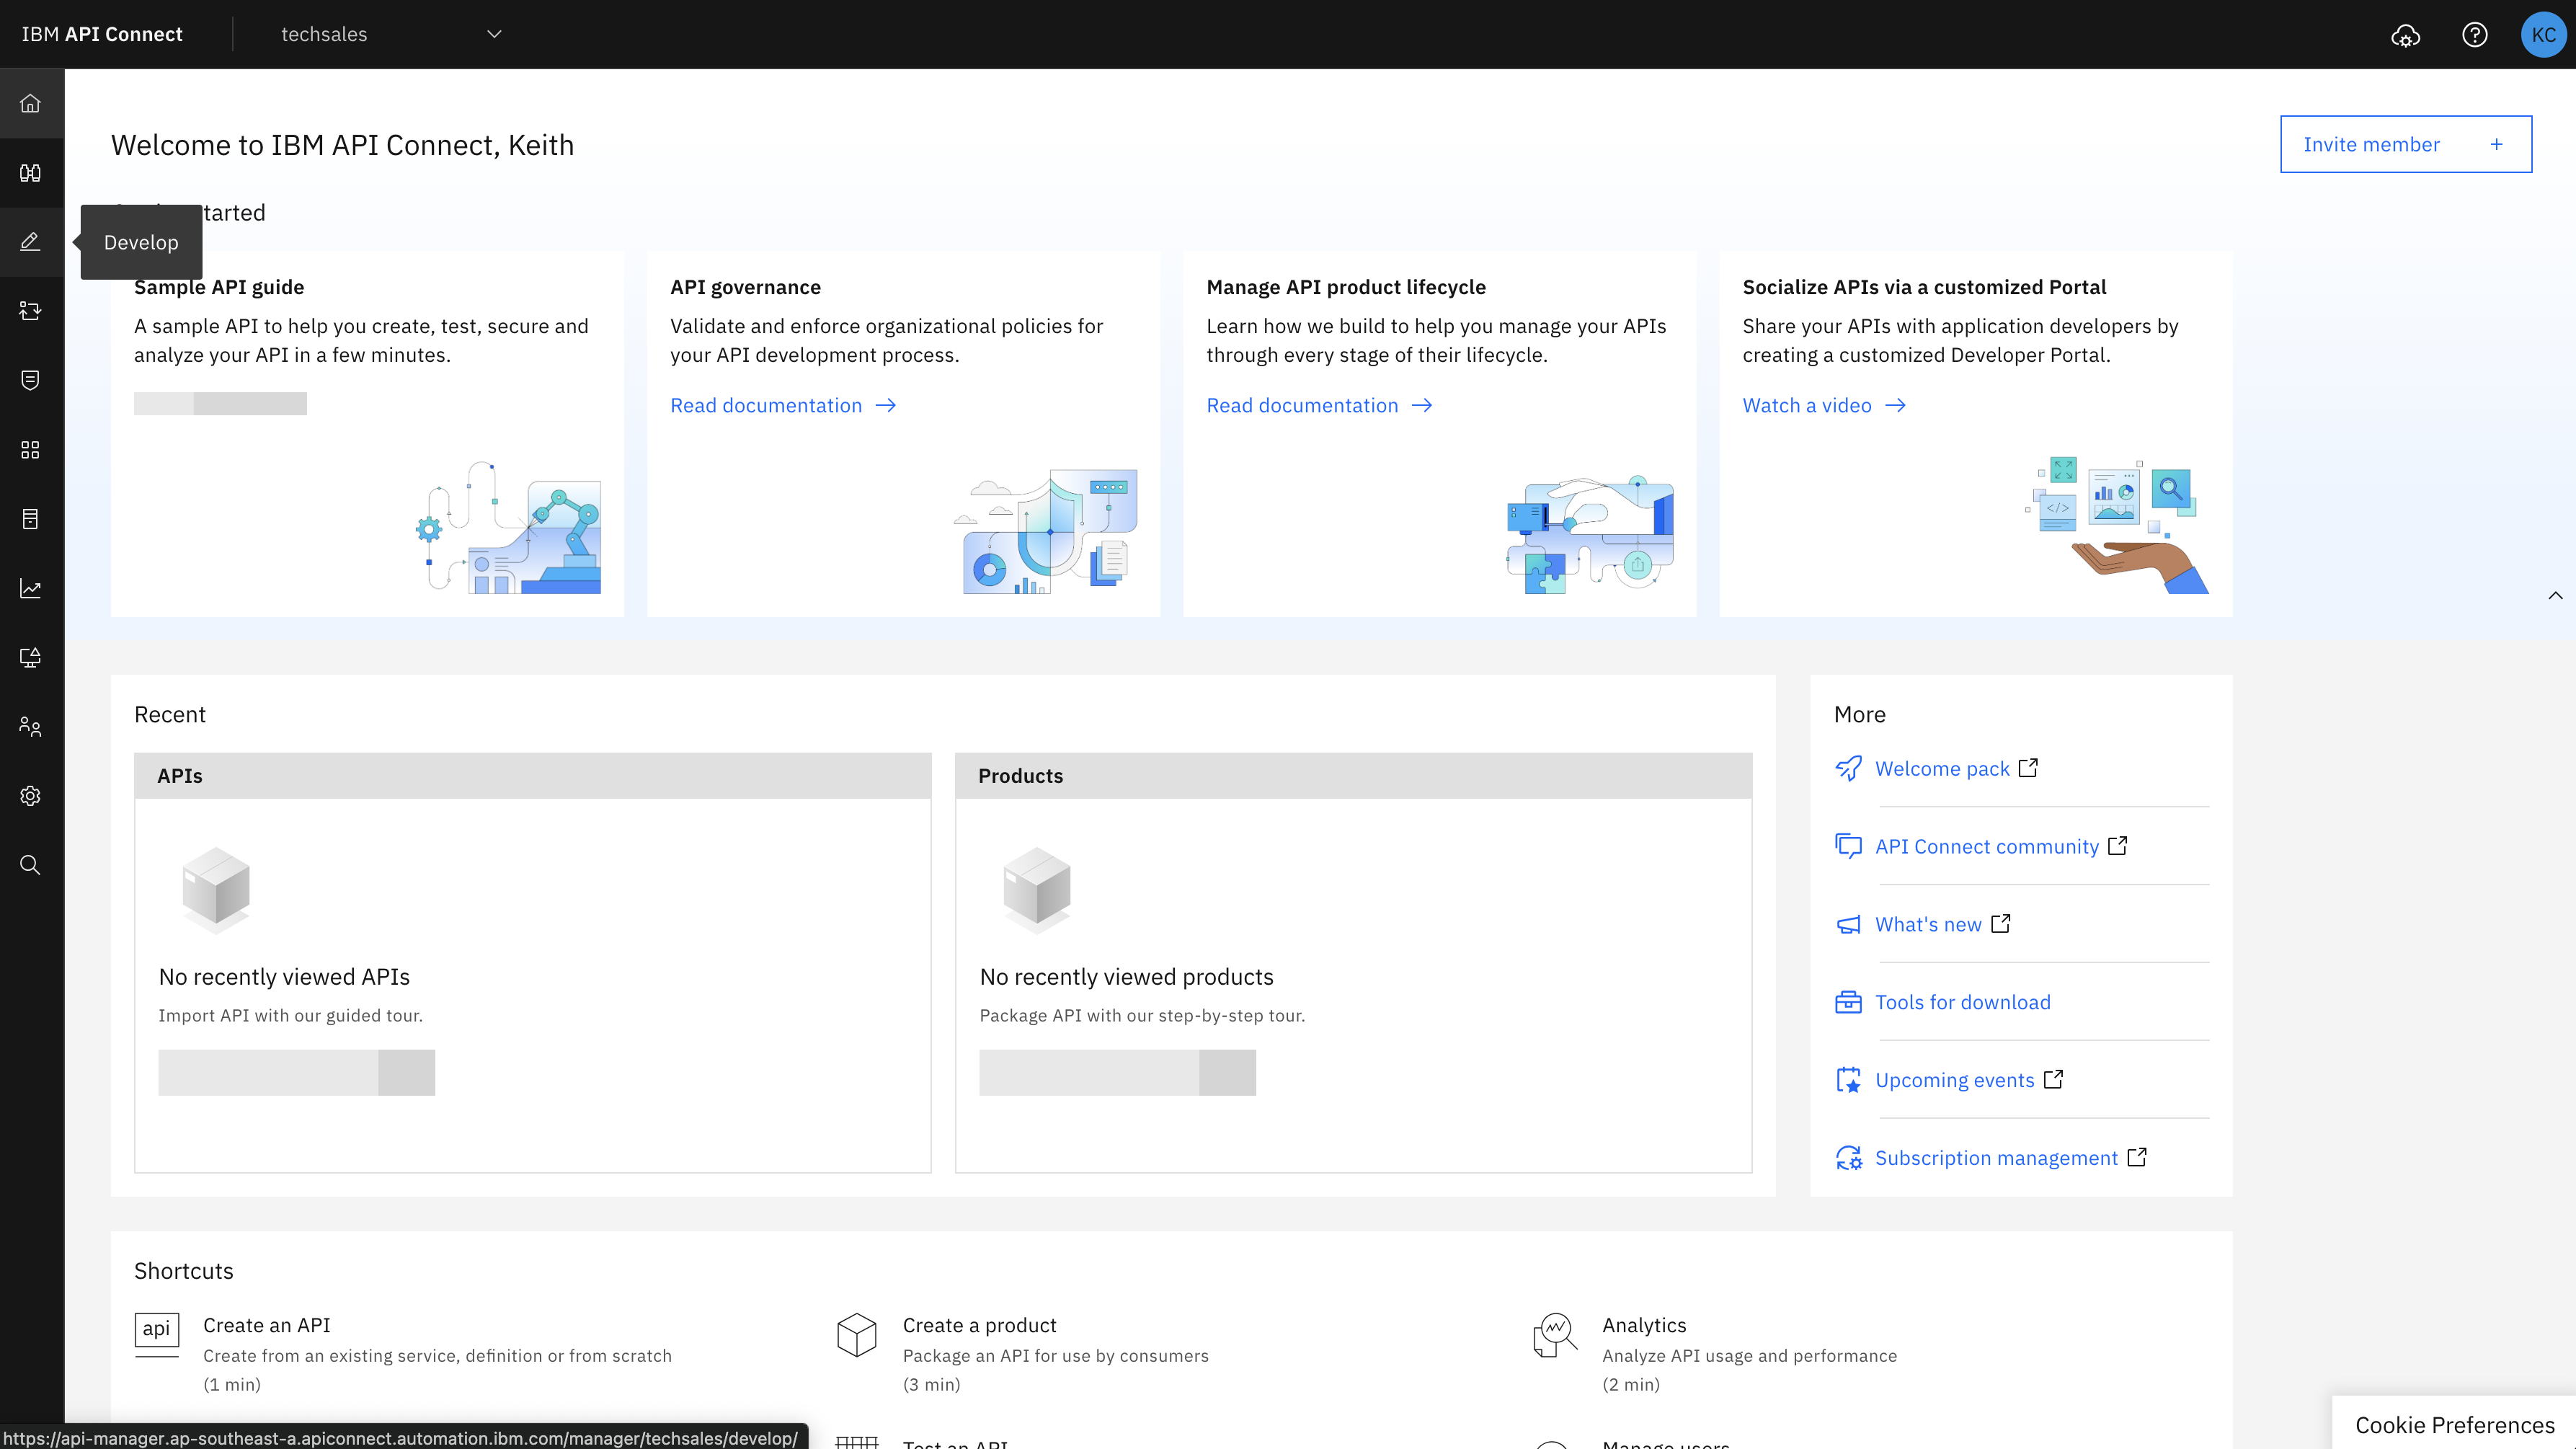 IBM API Connect
techsales
KC
Welcome to IBM API Connect, Keith
Invite member +
tarted
Develop
Sample API guide
A sample API to help you create, test, secure and
analyze your API in a few minutes.
API governance
Validate and enforce organizational policies for
your API development process.
Read documentation
Manage API product lifecycle
Learn how we build to help you manage your APIs
through every stage of their lifecycle.
Read documentation
Socialize APIs via a customized Portal
Share your APIs with application developers by
creating a customized Developer Portal.
Watch a video
Recent
APIs
No recently viewed APIs
Import API with our guided tour.
Products
No recently viewed products
Package API with our step-by-step tour.
More
Welcome pack
API Connect community
What's new
Tools for download
Upcoming events
Subscription management
Shortcuts
api
Create an API
Create from an existing service, definition or from scratch
(1 min)
Create a product
Package an API for use by consumers
(3 min)
Analytics
Analyze API usage and performance
(2 min)
Test an API
Manage users
https://api-manager.ap-southeast-a.apiconnect.automation.ibm.com/manager/techsales/develop/
Cookie Preferences